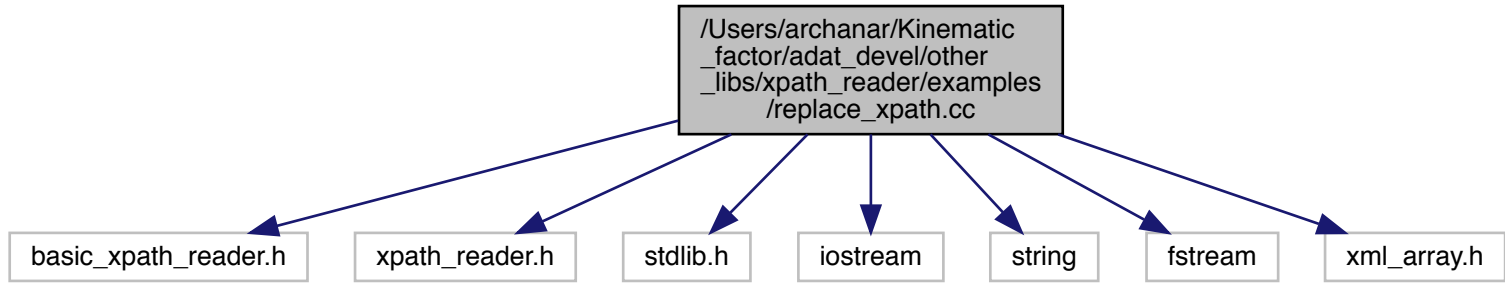 /Users/archanar/Kinematic
_factor/adat_devel/other
_libs/xpath_reader/examples
/replace_xpath.cc
basic_xpath_reader.h
xpath_reader.h
stdlib.h
iostream
string
fstream
xml_array.h